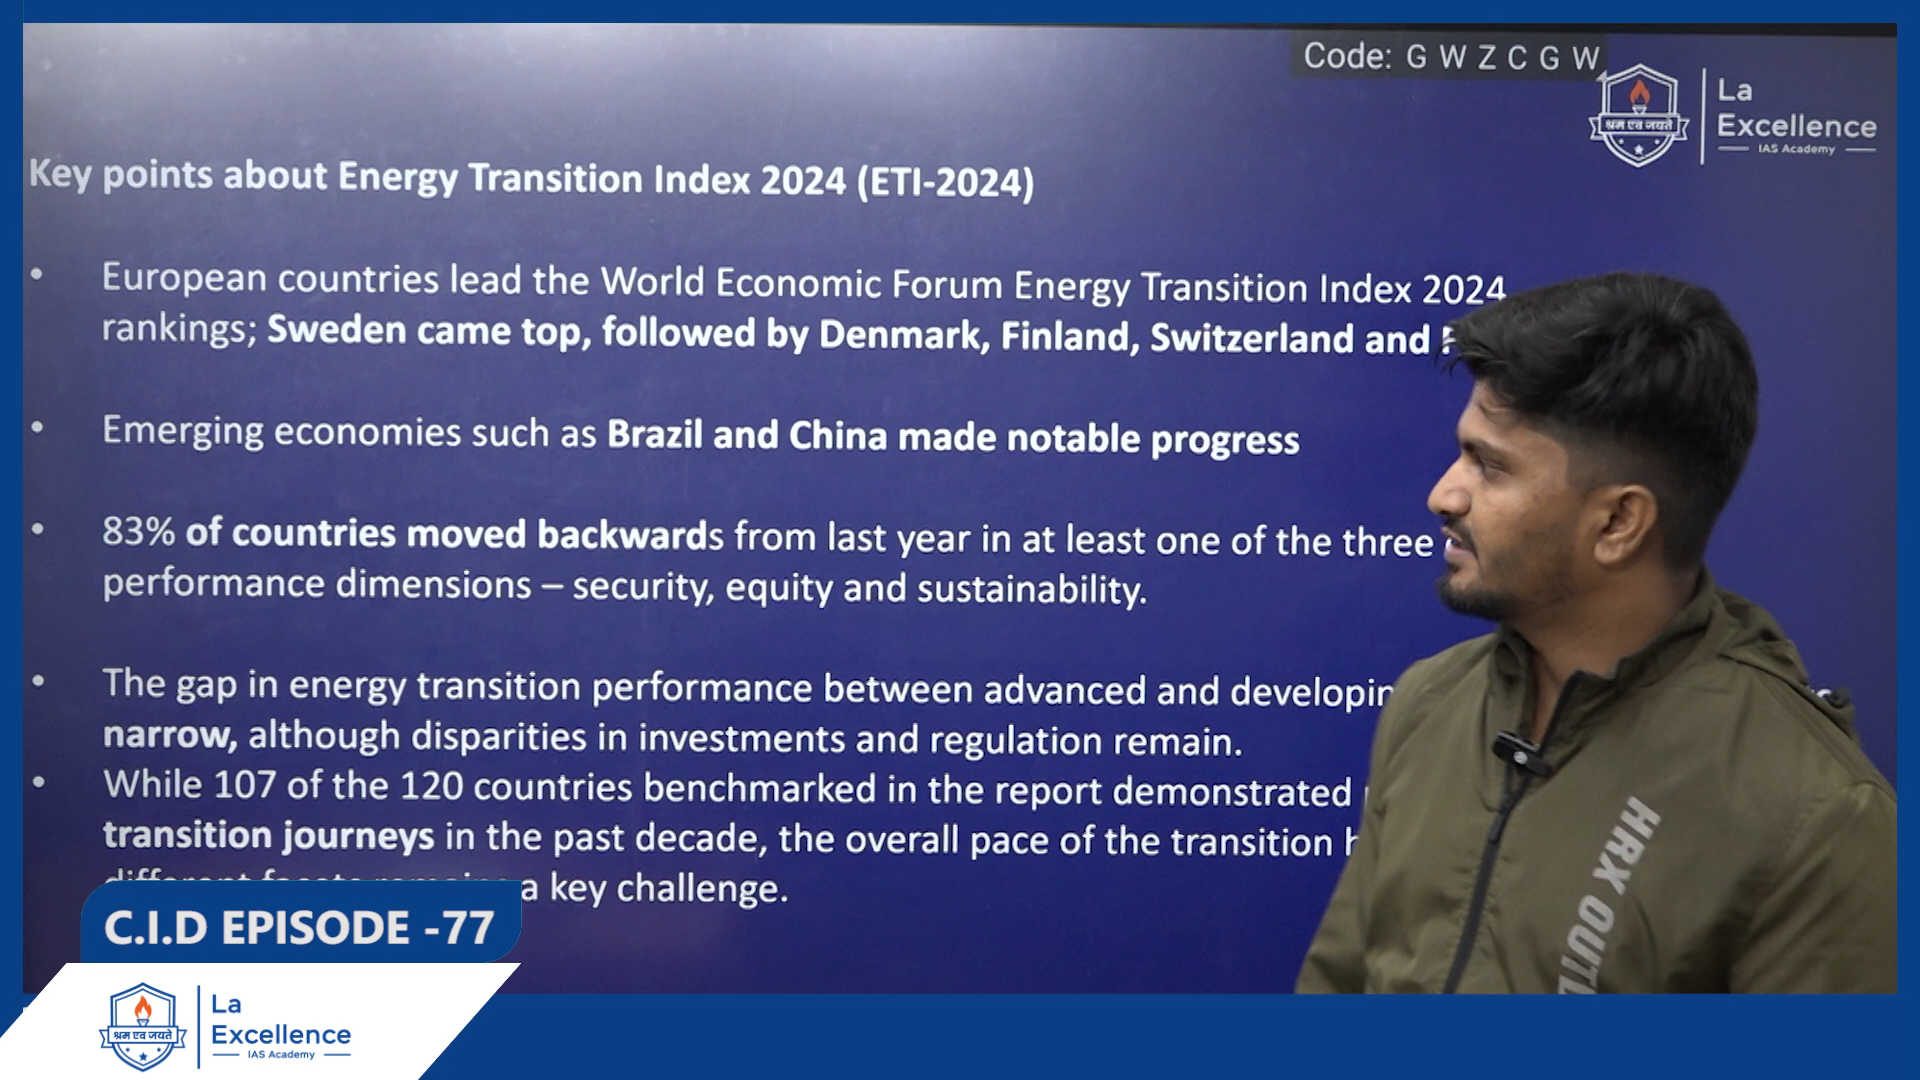 Code: G W Z C G W
श्रम एव जयते
La
Excellence
IAS Academy
Key points about Energy Transition Index 2024 (ETI-2024)
• European countries lead the World Economic Forum Energy Transition Index 2024
rankings; Sweden came top, followed by Denmark, Finland, Switzerland and
• Emerging economies such as Brazil and China made notable progress
• 83% of countries moved backwards from last year in at least one of the three
performance dimensions – security, equity and sustainability.
• The gap in energy transition performance between advanced and
narrow, although disparities in investments and regulation remain.
• While 107 of the 120 countries benchmarked in the report demonstrated
transition journeys in the past decade, the overall pace of the transition
a key challenge.
HRX
C.I.D EPISODE -77
श्रम एव जयते
La
Excellence
IAS Academy